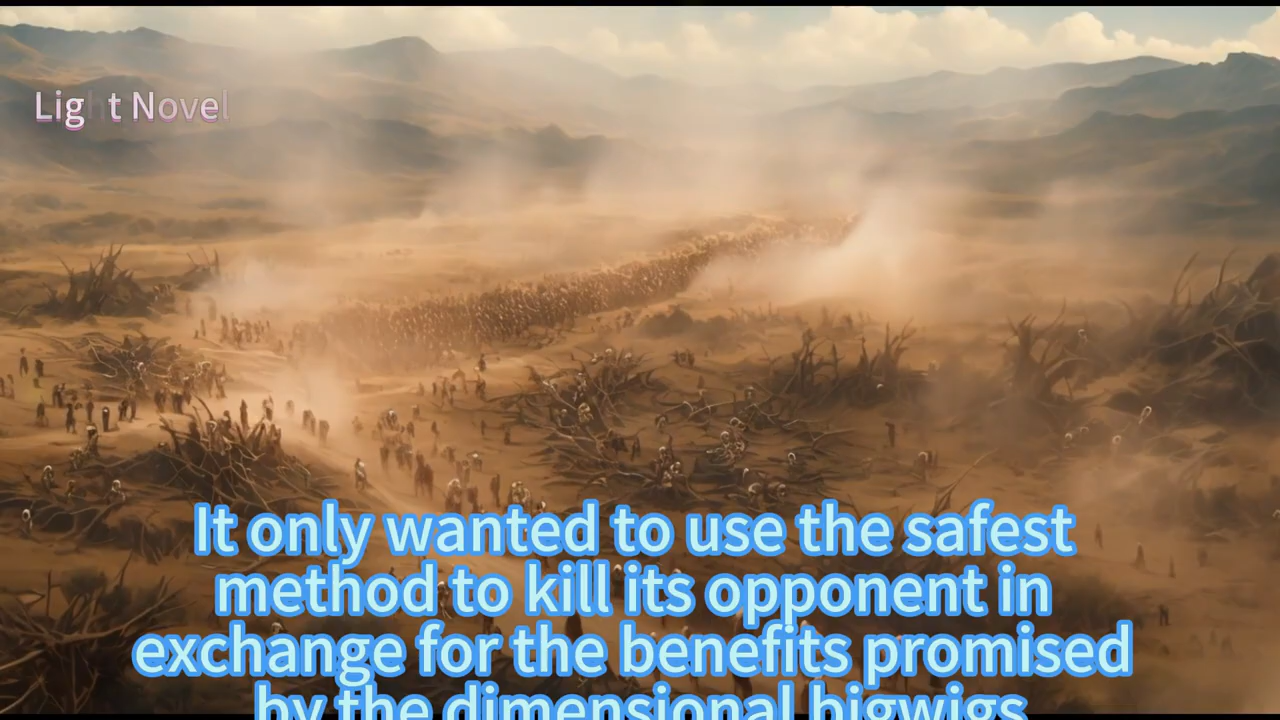 Light Novel
It only wanted to use the safest
method to kill its opponent in
exchange for the benefits promised
by the dimensional bigwigs